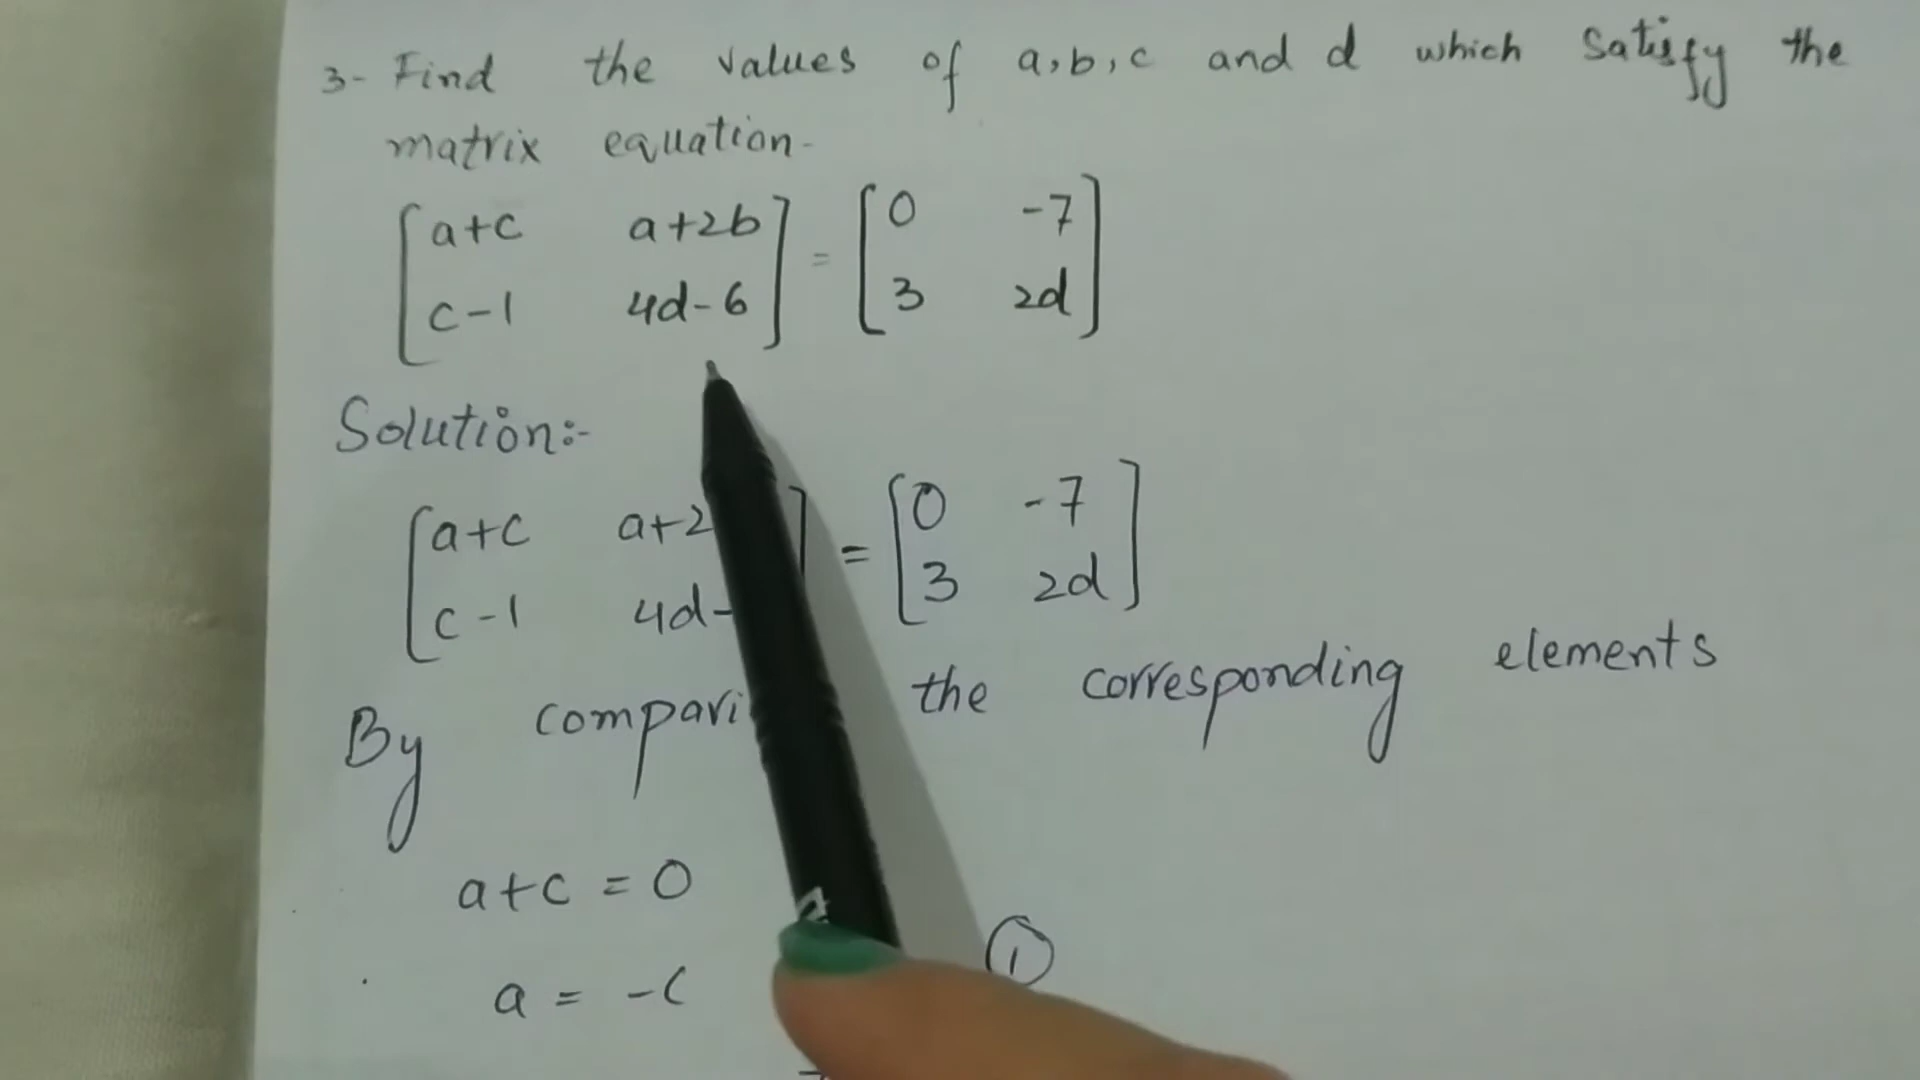 3- Find the values of a,b,c and d which satisfy the
matrix equation-
[a+c a+2b] = [0 -7]
[c-1 4d-6] [3 2d]
Solution:-
[a+c a+2 ] = [0 -7]
[c-1 4d- ] [3 2d]
By compari the corresponding elements
a+c = 0
a = -c ①